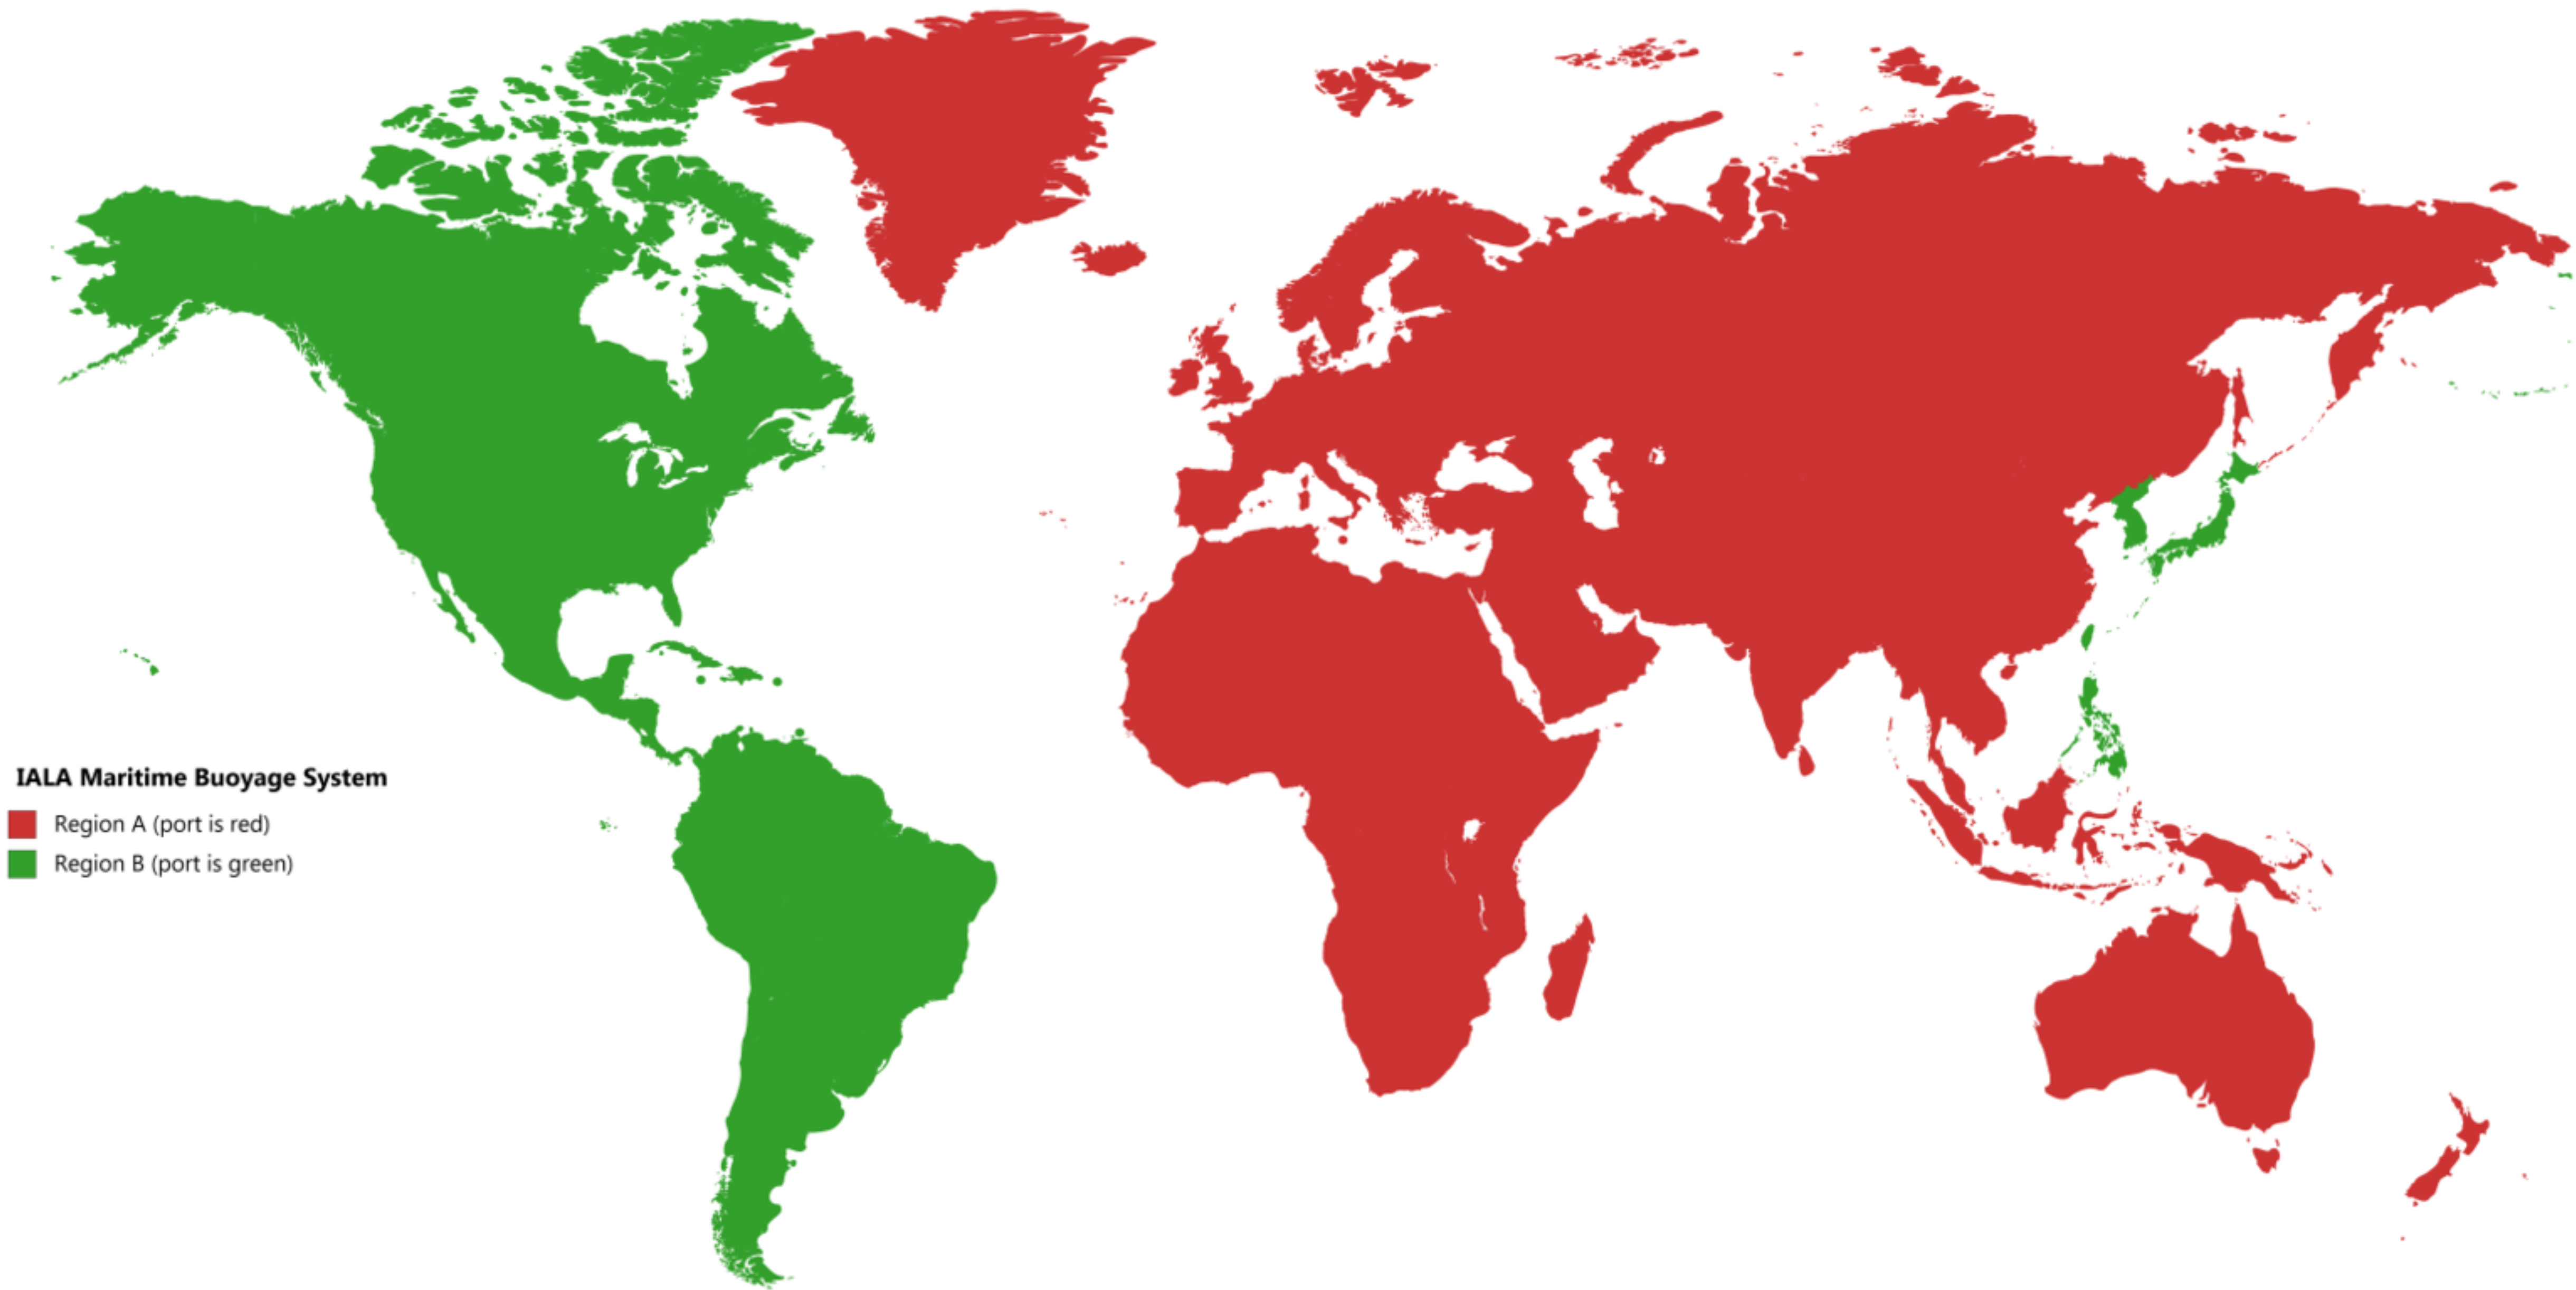 IALA Maritime Buoyage System
Region A (port is red)
Region B (port is green)